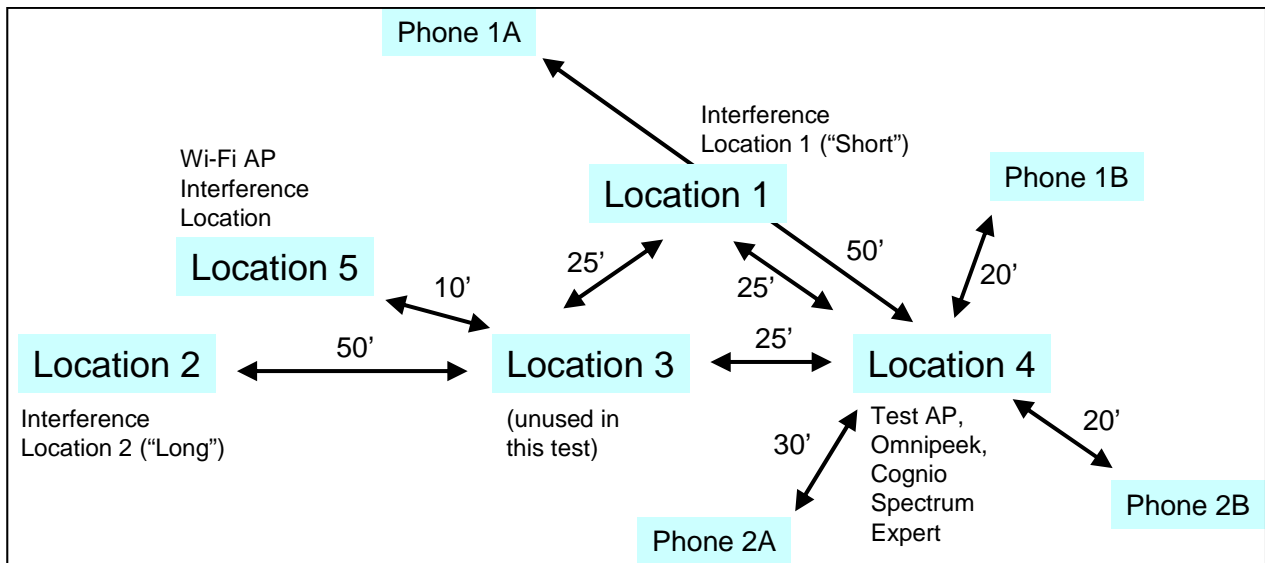 Phone 1A
Interference
Location 1 (“Short”)
Wi-Fi AP
Interference
Location
Phone 1B
Location 1
Location 5
25’
50’
25’
20’
10’
Location 2
50’
Location 3
25’
Location 4
Interference
Location 2 (“Long”)
(unused in
this test)
Test AP,
Omnipeek,
Cognio
Spectrum
Expert
30’
20’
Phone 2A
Phone 2B